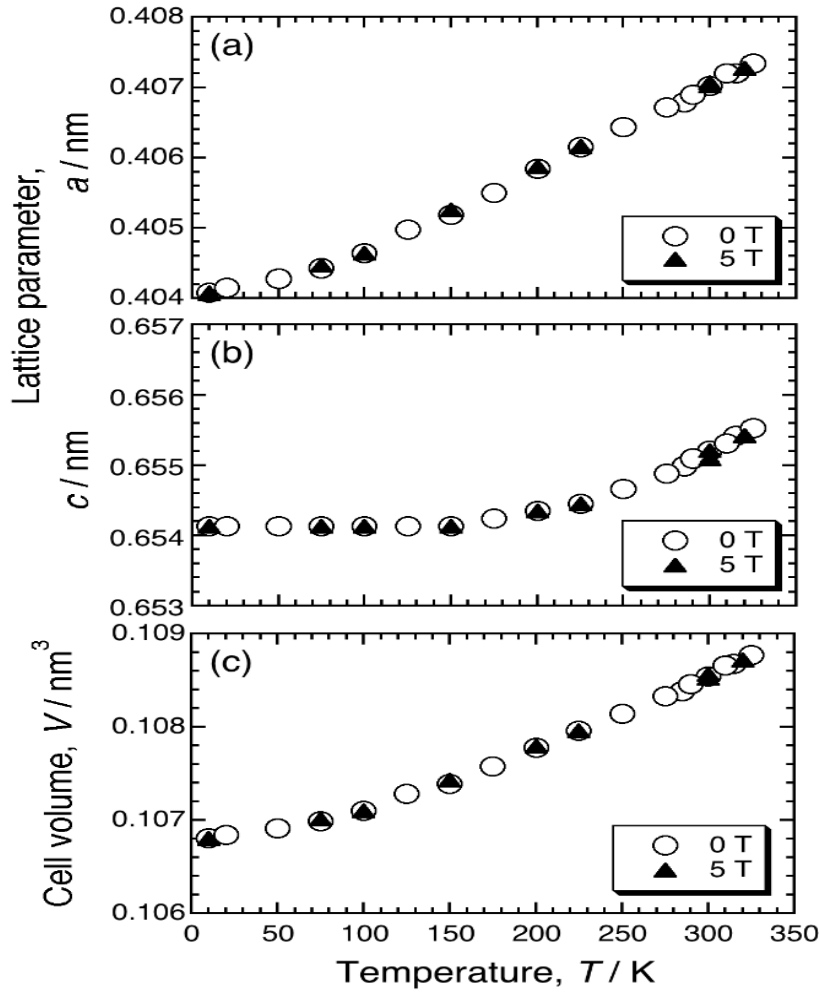 Lattice parameter,
a / nm
(a)
0.408
0.407
0.406
0.405
0.404
0 T
5 T
c / nm
(b)
0.657
0.656
0.655
0.654
0.653
0 T
5 T
Cell volume, V / nm³
(c)
0.109
0.108
0.107
0.106
0 T
5 T
0 50 100 150 200 250 300 350
Temperature, T / K